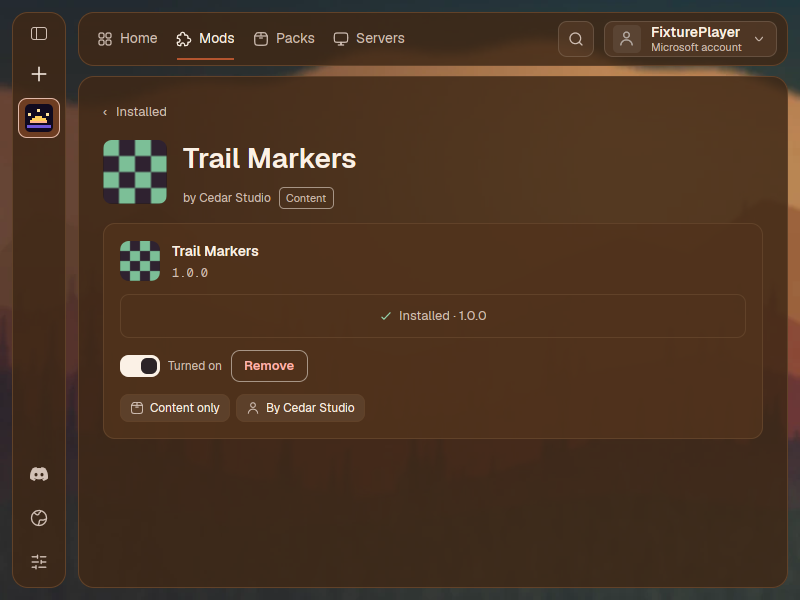 Home
Mods
Packs
Servers
FixturePlayer
Microsoft account
‹ Installed
Trail Markers
by Cedar Studio
Content
Trail Markers
1.0.0
Installed · 1.0.0
Turned on
Remove
Content only
By Cedar Studio